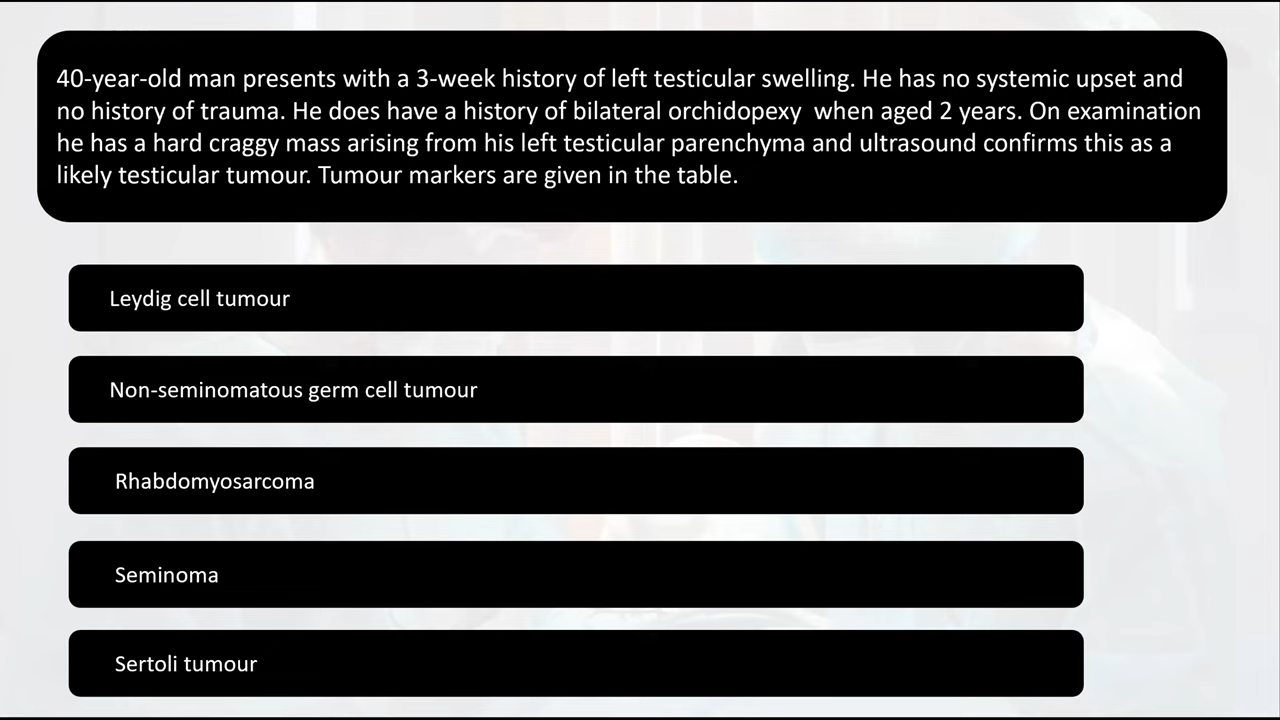 40-year-old man presents with a 3-week history of left testicular swelling. He has no systemic upset and
no history of trauma. He does have a history of bilateral orchidopexy when aged 2 years. On examination
he has a hard craggy mass arising from his left testicular parenchyma and ultrasound confirms this as a
likely testicular tumour. Tumour markers are given in the table.
Leydig cell tumour
Non-seminomatous germ cell tumour
Rhabdomyosarcoma
Seminoma
Sertoli tumour